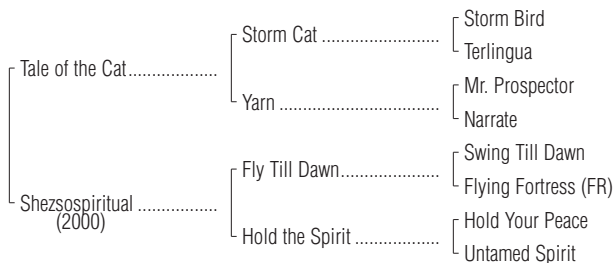 Storm Bird
Storm Cat ........................
Terlingua
Tale of the Cat..................
Mr. Prospector
Yarn ................................
Narrate
Swing Till Dawn
Fly Till Dawn....................
Flying Fortress (FR)
Shezsospiritual ................
(2000)
Hold Your Peace
Hold the Spirit .................
Untamed Spirit